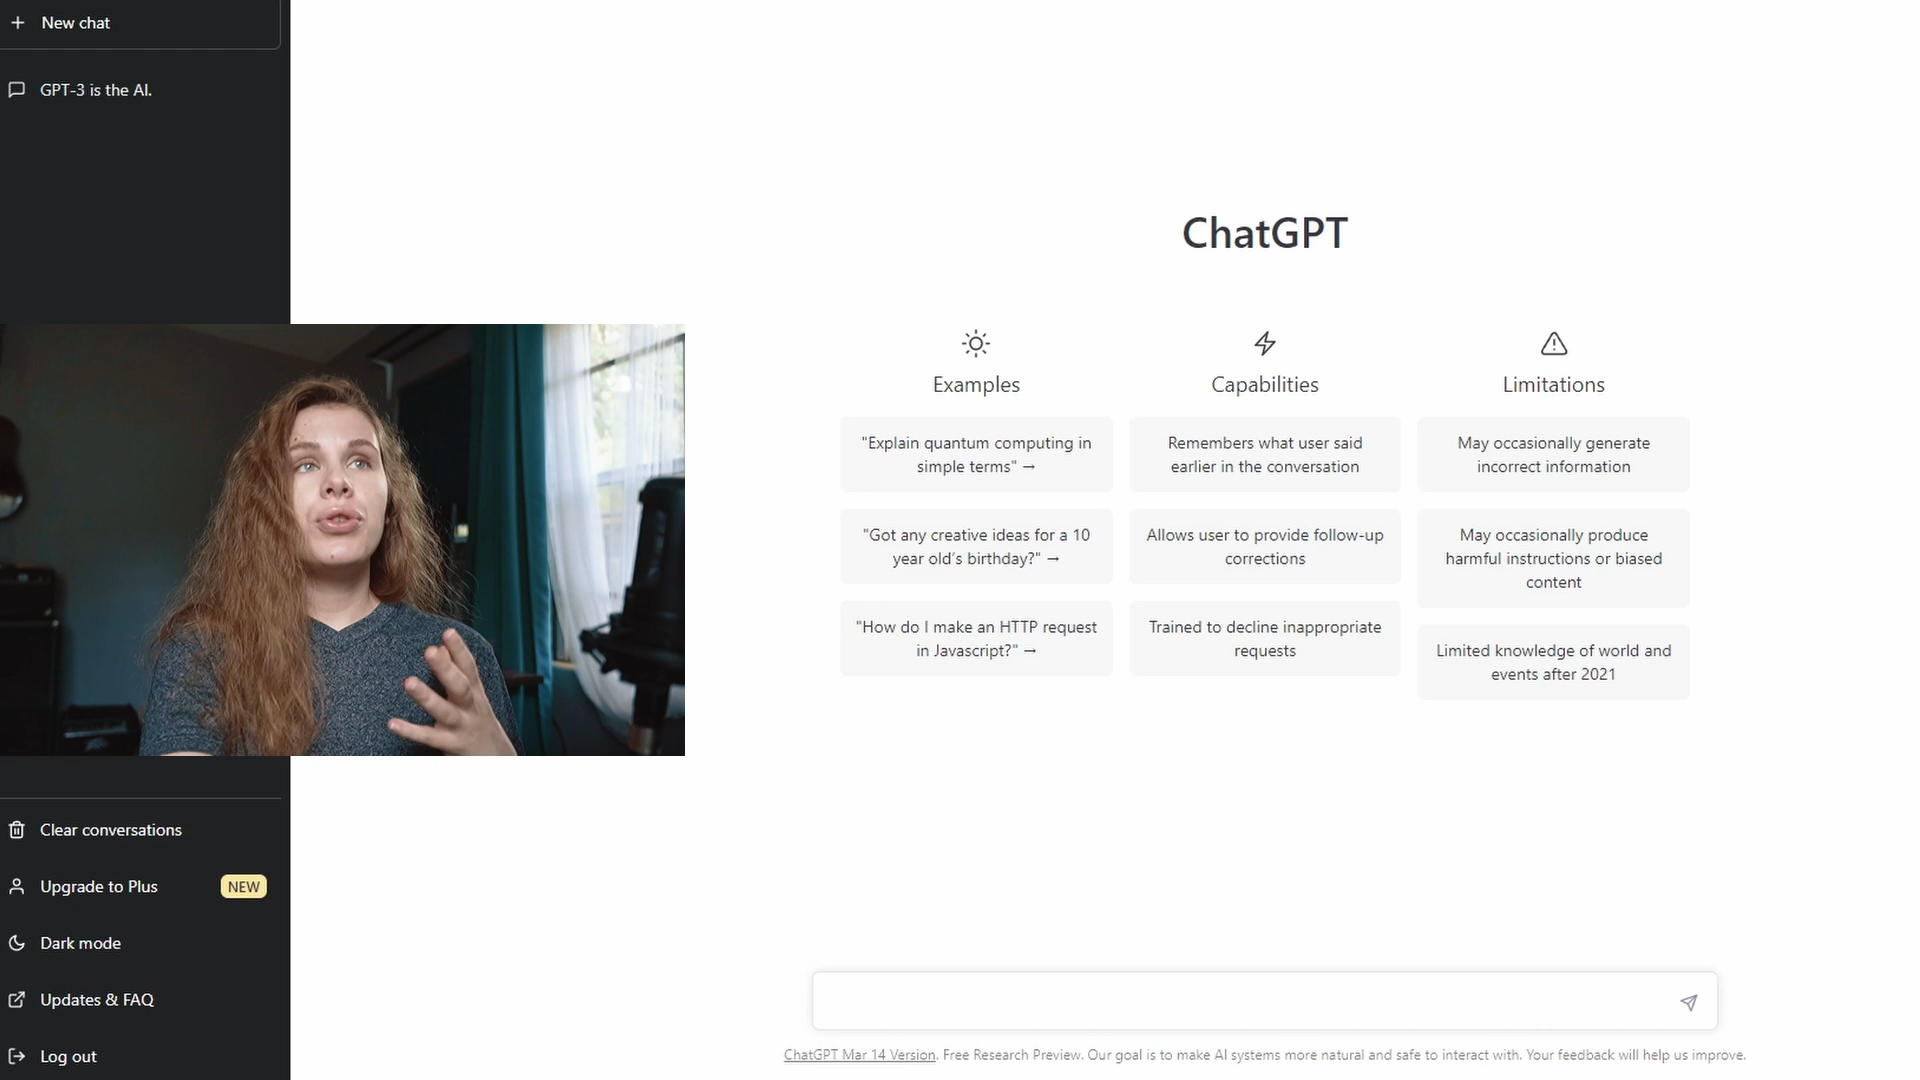 New chat
GPT-3 is the AI.
Clear conversations
Upgrade to Plus NEW
Dark mode
Updates & FAQ
Log out
ChatGPT
Examples
"Explain quantum computing in
simple terms" →
"Got any creative ideas for a 10
year old’s birthday?" →
"How do I make an HTTP request
in Javascript?" →
Capabilities
Remembers what user said
earlier in the conversation
Allows user to provide follow-up
corrections
Trained to decline inappropriate
requests
Limitations
May occasionally generate
incorrect information
May occasionally produce
harmful instructions or biased
content
Limited knowledge of world and
events after 2021
ChatGPT Mar 14 Version. Free Research Preview. Our goal is to make AI systems more natural and safe to interact with. Your feedback will help us improve.